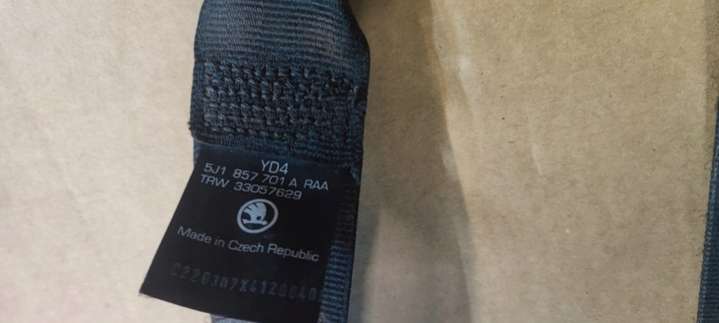 YD4
5J1 857 701 A RAA
TRW 33057629
Made in Czech Republic